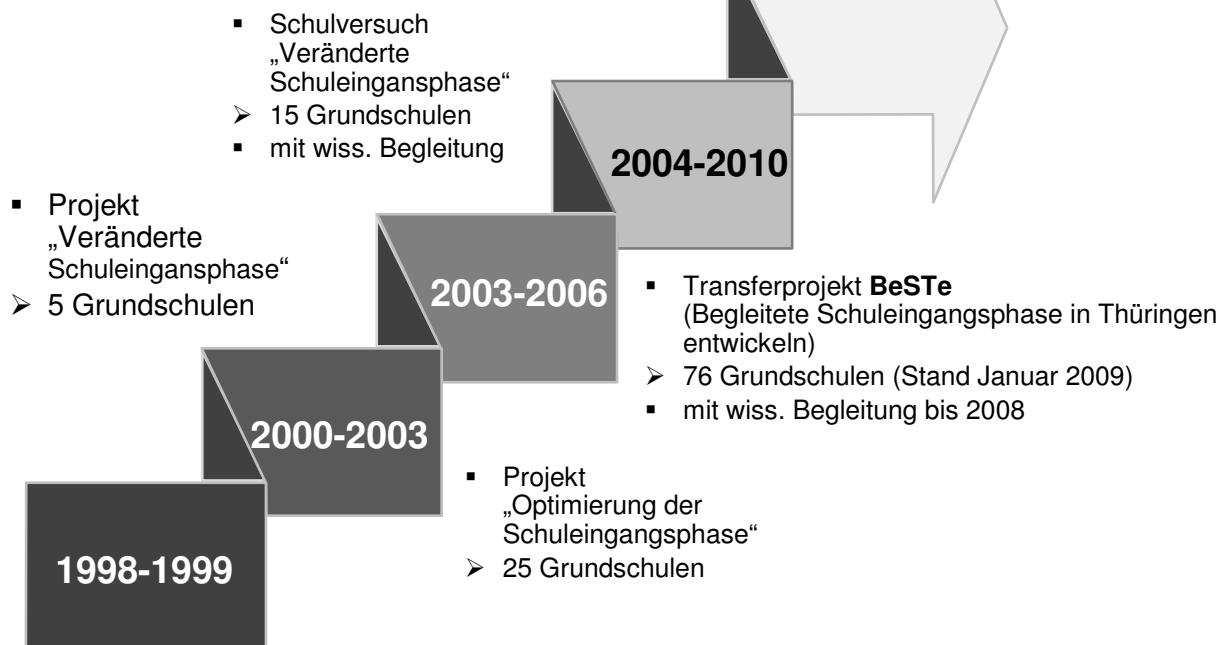 ▪ Schulversuch
„Veränderte
Schuleingansphase“
➢ 15 Grundschulen
▪ mit wiss. Begleitung
2004-2010
▪ Projekt
„Veränderte
Schuleingansphase“
➢ 5 Grundschulen
2003-2006
▪ Transferprojekt BeSTe
(Begleitete Schuleingangsphase in Thüringen
entwickeln)
➢ 76 Grundschulen (Stand Januar 2009)
▪ mit wiss. Begleitung bis 2008
2000-2003
▪ Projekt
„Optimierung der
Schuleingangsphase“
➢ 25 Grundschulen
1998-1999